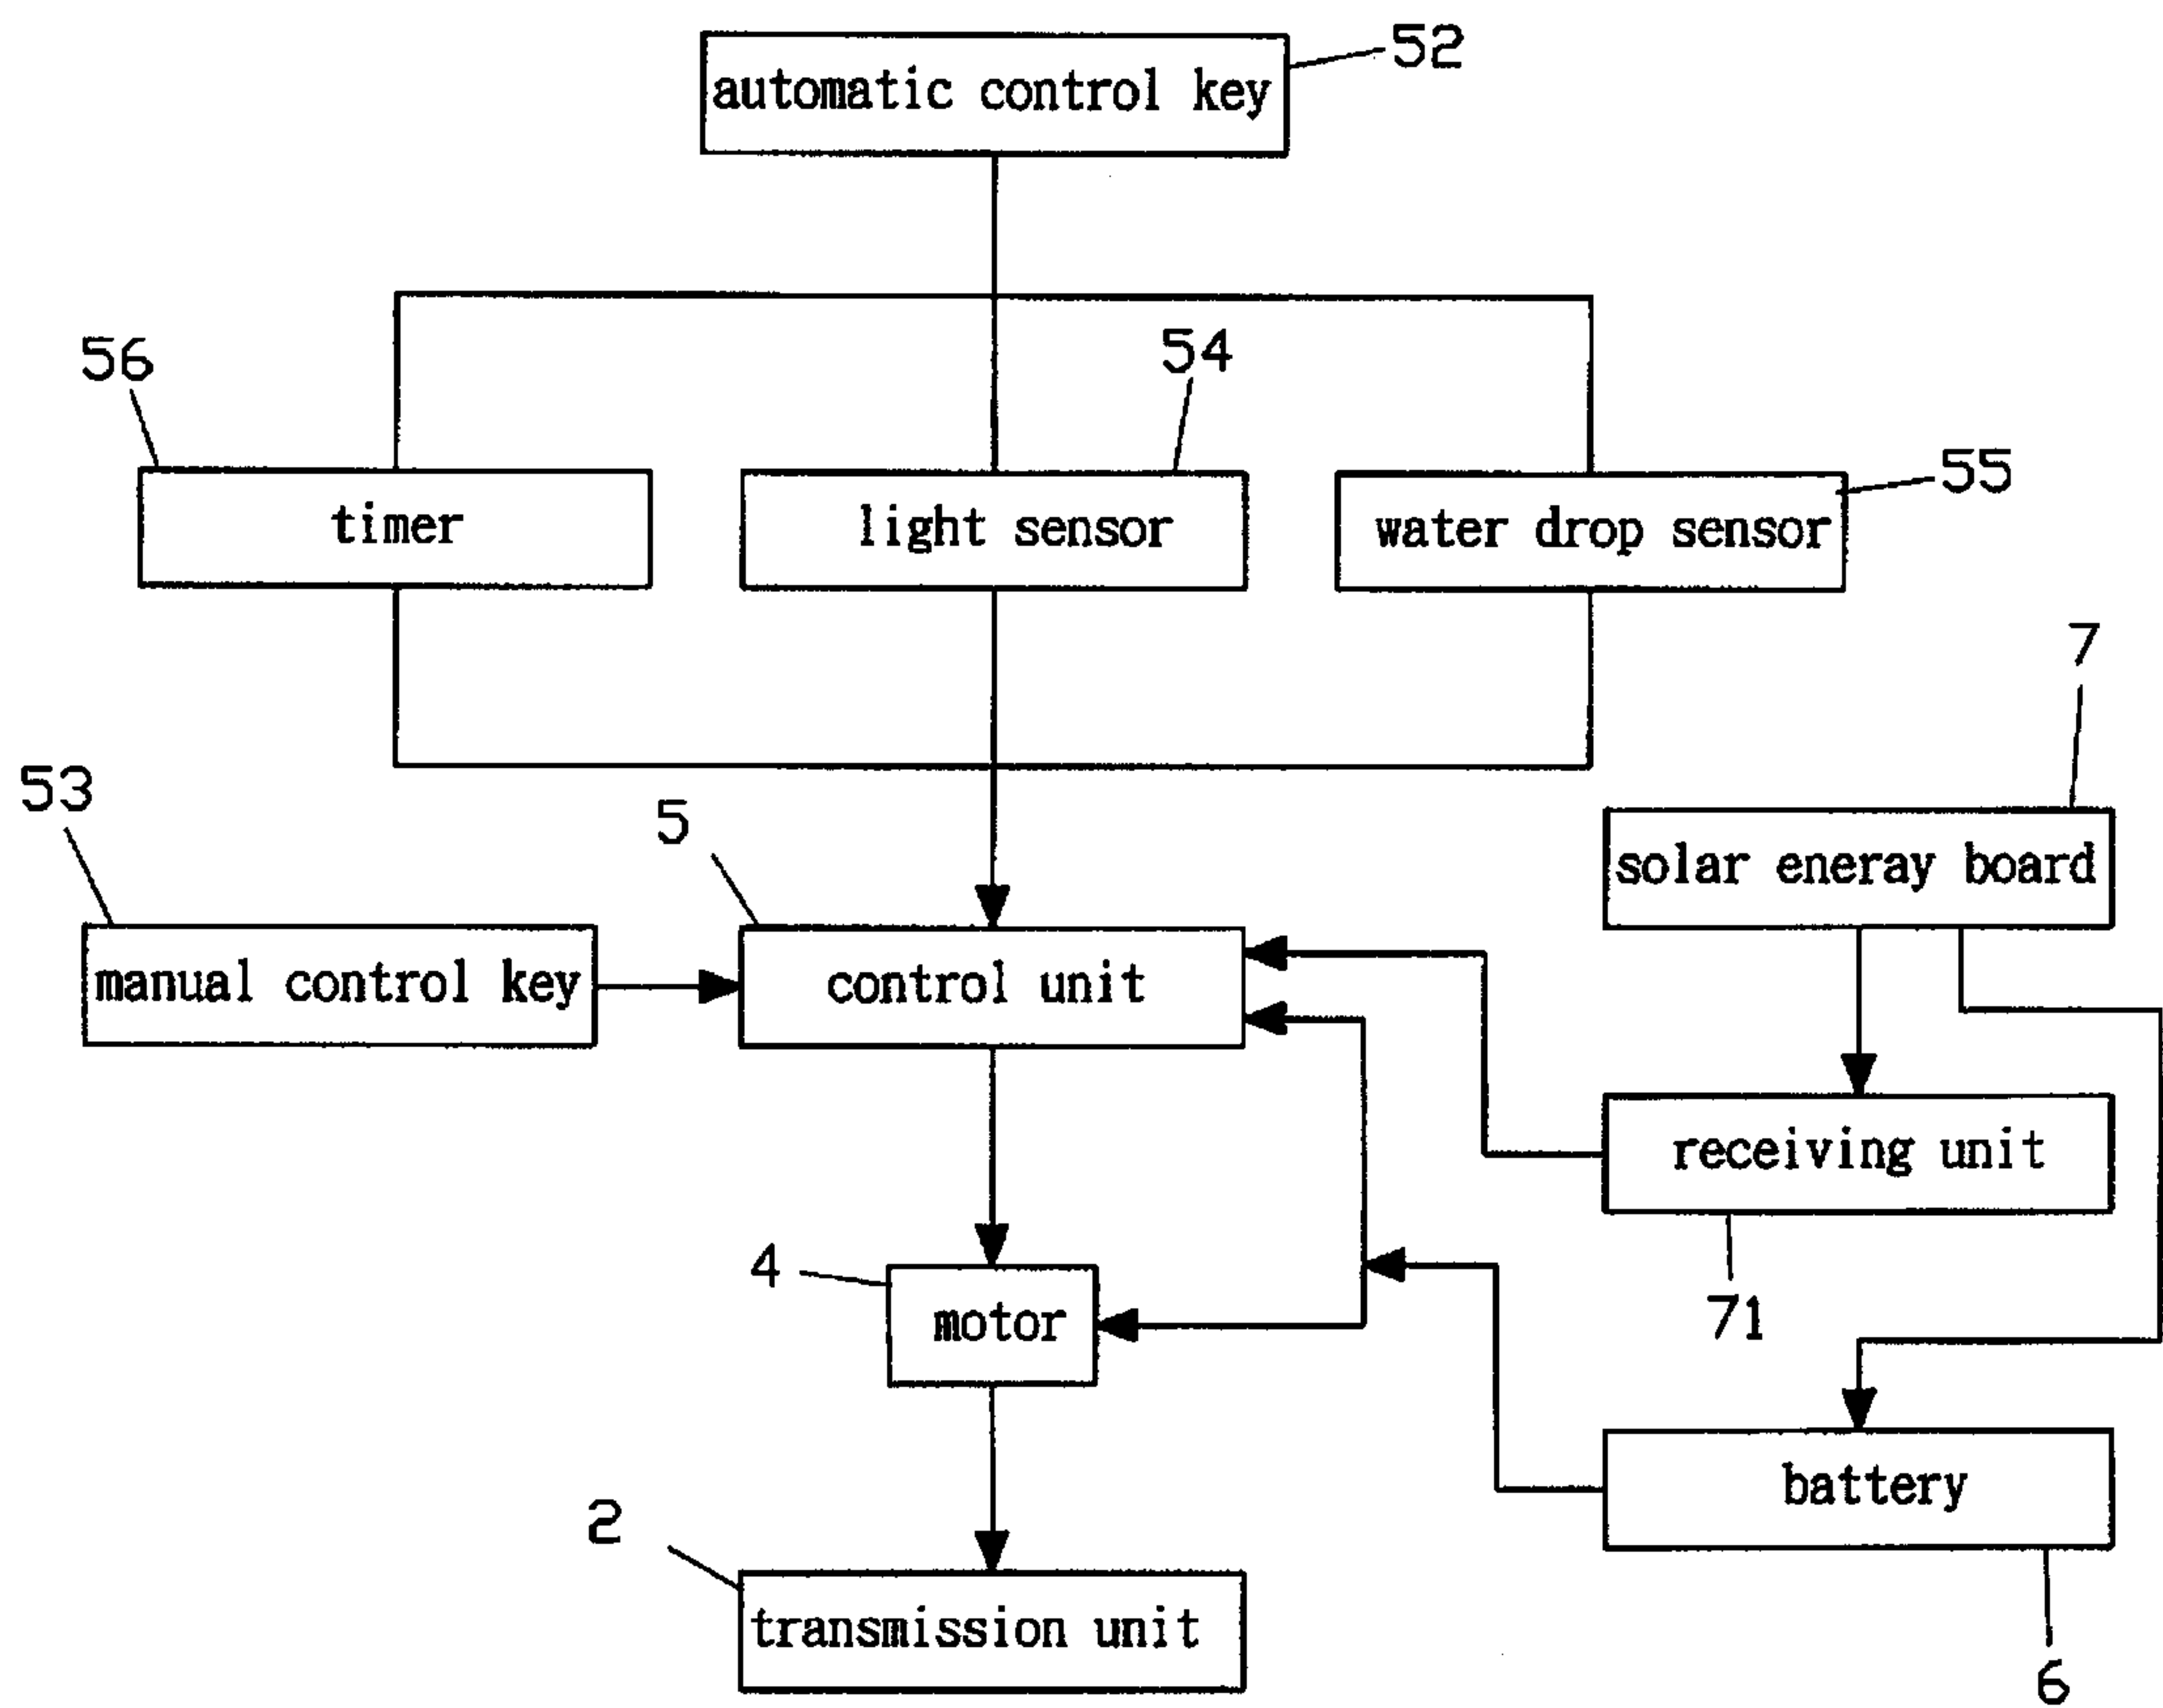 52
automatic control key
56
54
55
timer
light sensor
water drop sensor
7
53
5
solar eneray board
manual control key
control unit
receiving unit
4
71
motor
battery
2
transmission unit
6